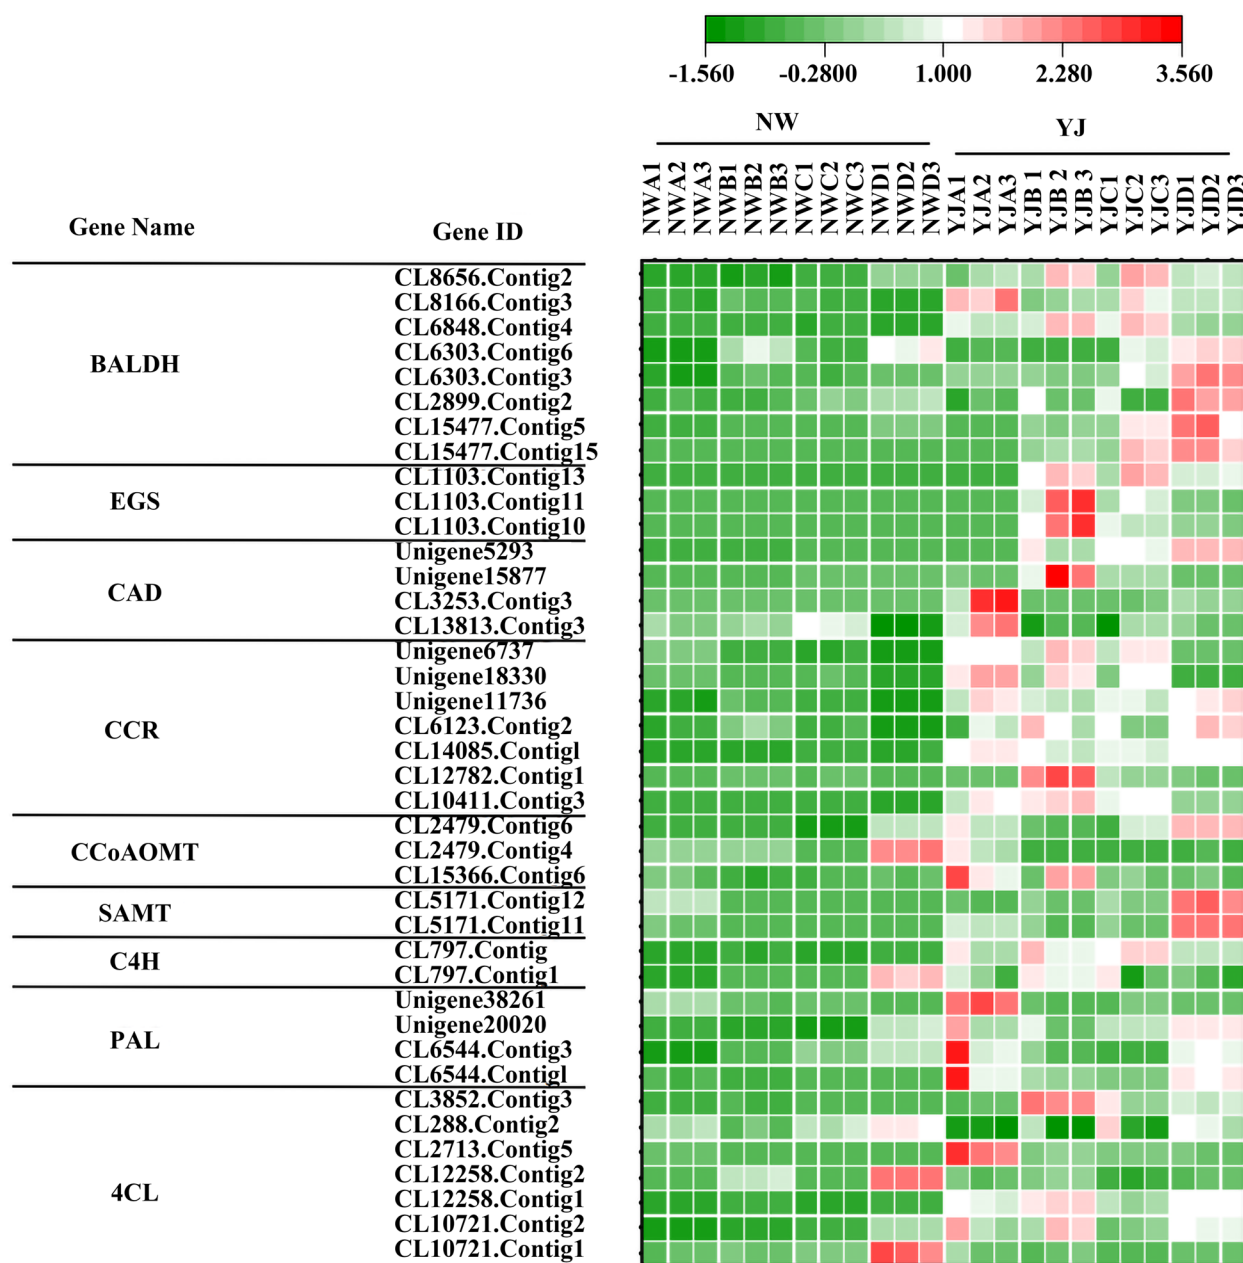 -1.560 -0.2800 1.000 2.280 3.560
NW YJ
NWA1 NWA2 NWA3 NWB1 NWB2 NWB3 NWC1 NWC2 NWC3 NWD1 NWD2 NWD3 YJA1 YJA2 YJA3 YJB 1 YJB 2 YJB 3 YJC1 YJC2 YJC3 YJD1 YJD2 YJD3
Gene Name Gene ID
CL8656.Contig2
CL8166.Contig3
CL6848.Contig4
CL6303.Contig6
BALDH
CL6303.Contig3
CL2899.Contig2
CL15477.Contig5
CL15477.Contig15
CL1103.Contig13
EGS CL1103.Contig11
CL1103.Contig10
Unigene5293
Unigene15877
CAD
CL3253.Contig3
CL13813.Contig3
Unigene6737
Unigene18330
Unigene11736
CCR CL6123.Contig2
CL14085.Contigl
CL12782.Contig1
CL10411.Contig3
CL2479.Contig6
CCoAOMT CL2479.Contig4
CL15366.Contig6
CL5171.Contig12
SAMT
CL5171.Contig11
CL797.Contig
C4H
CL797.Contig1
Unigene38261
Unigene20020
PAL
CL6544.Contig3
CL6544.Contigl
CL3852.Contig3
CL288.Contig2
CL2713.Contig5
CL12258.Contig2
4CL
CL12258.Contig1
CL10721.Contig2
CL10721.Contig1